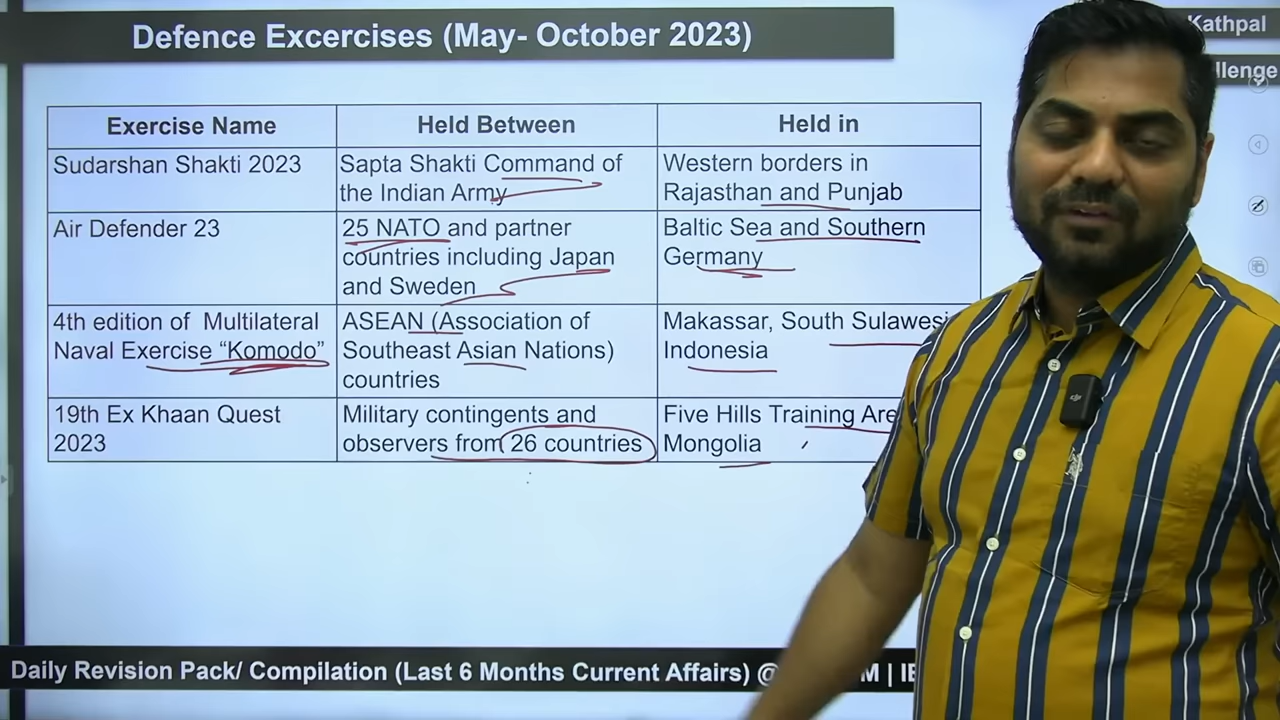 Defence Excercises (May- October 2023)
Kathpal
Exercise Name
Held Between
Held in
Sudarshan Shakti 2023
Sapta Shakti Command of
the Indian Army
Western borders in
Rajasthan and Punjab
Air Defender 23
25 NATO and partner
countries including Japan
and Sweden
Baltic Sea and Southern
Germany
4th edition of Multilateral
Naval Exercise “Komodo”
ASEAN (Association of
Southeast Asian Nations)
countries
Makassar, South Sulawesi
Indonesia
19th Ex Khaan Quest
2023
Military contingents and
observers from 26 countries
Five Hills Training
Mongolia
Daily Revision Pack/ Compilation (Last 6 Months Current Affairs) @